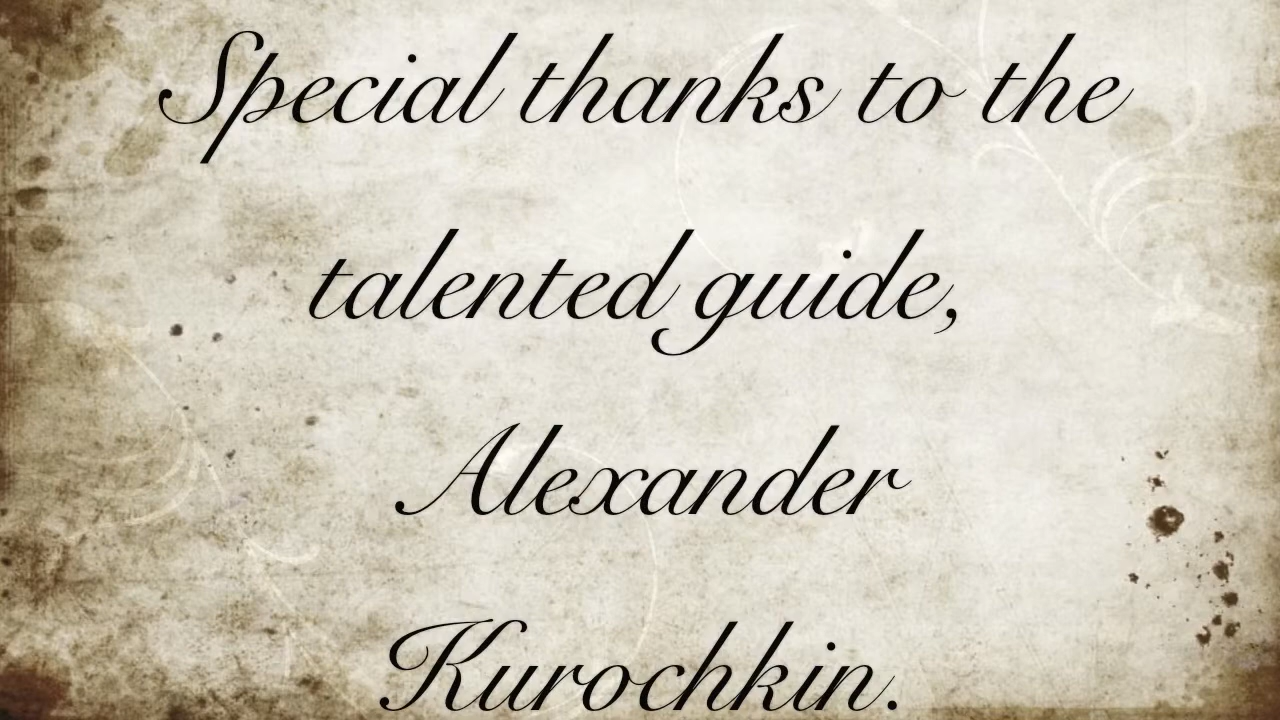 Special thanks to the
talented guide,
Alexander
Kurochkin.